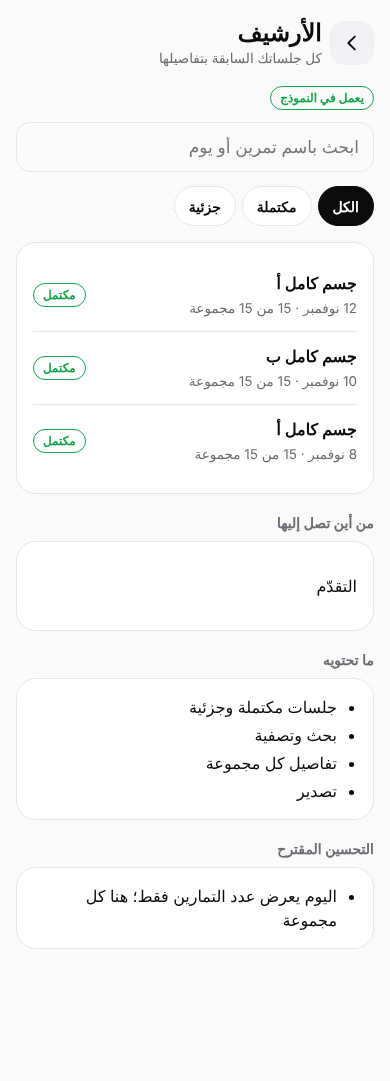 الأرشيف
كل جلساتك السابقة بتفاصيلها
يعمل في النموذج
ابحث باسم تمرين أو يوم
الكل
مكتملة
جزئية
جسم كامل أ
12 نوفمبر · 15 من 15 مجموعة
مكتمل
جسم كامل ب
10 نوفمبر · 15 من 15 مجموعة
مكتمل
جسم كامل أ
8 نوفمبر · 15 من 15 مجموعة
مكتمل
من أين تصل إليها
التقدّم
ما تحتويه
• جلسات مكتملة وجزئية
• بحث وتصفية
• تفاصيل كل مجموعة
• تصدير
التحسين المقترح
• اليوم يعرض عدد التمارين فقط؛ هنا كل
مجموعة